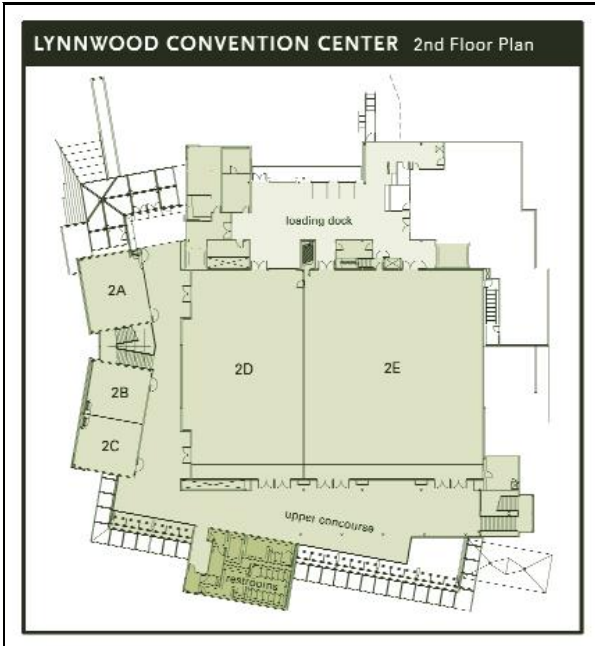 LYNNWOOD CONVENTION CENTER 2nd Floor Plan
loading dock
2A
2D
2E
2B
2C
upper concourse
restrooms